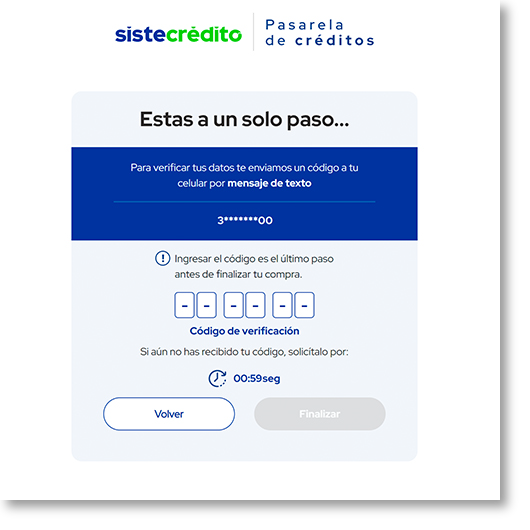 sistecrédito
Pasarela
de créditos
Estas a un solo paso...
Para verificar tus datos te enviamos un código a tu
celular por mensaje de texto
3*******00
Ingresar el código es el último paso
antes de finalizar tu compra.
- - - - - -
Código de verificación
Si aún no has recibido tu código, solicítalo por:
00:59seg
Volver
Finalizar